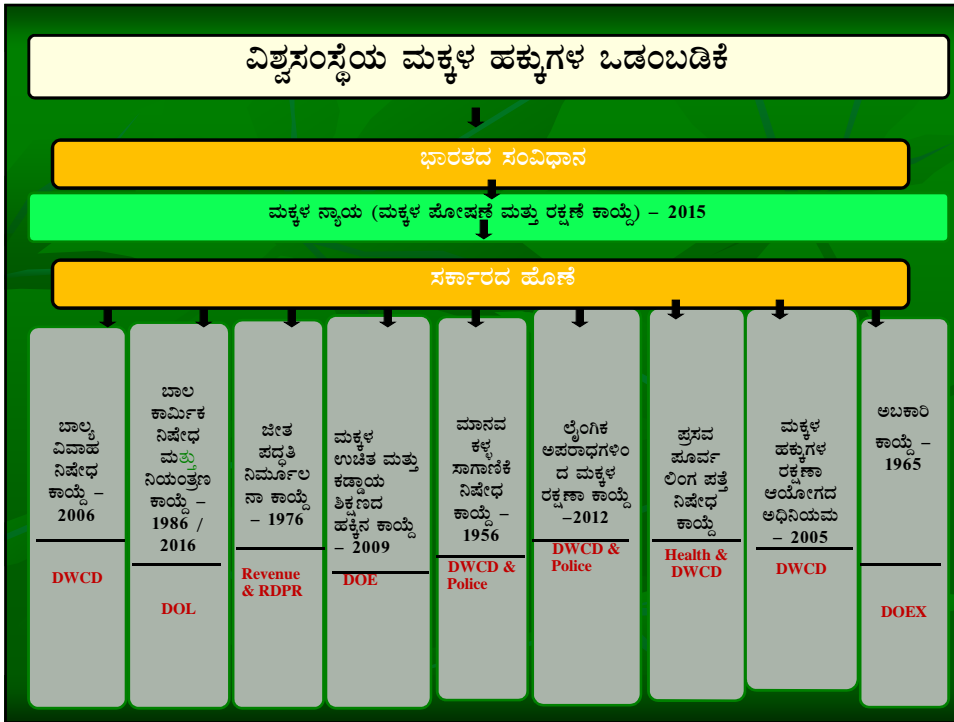 ವಿಶ್ವಸಂಸ್ಥೆಯ ಮಕ್ಕಳ ಹಕ್ಕುಗಳ ಒಡಂಬಡಿಕೆ
ಭಾರತದ ಸಂವಿಧಾನ
ಮಕ್ಕಳ ನ್ಯಾಯ (ಮಕ್ಕಳ ಪೋಷಣೆ ಮತ್ತು ರಕ್ಷಣೆ ಕಾಯ್ದೆ) – 2015
ಸರ್ಕಾರದ ಹೊಣೆ
ಬಾಲ್ಯ
ವಿವಾಹ
ನಿಷೇಧ
ಕಾಯ್ದೆ –
2006
DWCD
ಬಾಲ
ಕಾರ್ಮಿಕ
ನಿಷೇಧ
ಮತ್ತು
ನಿಯಂತ್ರಣ
ಕಾಯ್ದೆ –
1986 /
2016
DOL
ಜೀತ
ಪದ್ಧತಿ
ನಿರ್ಮೂಲ
ನಾ ಕಾಯ್ದೆ
– 1976
Revenue
& RDPR
ಮಕ್ಕಳ
ಉಚಿತ ಮತ್ತು
ಕಡ್ಡಾಯ
ಶಿಕ್ಷಣದ
ಹಕ್ಕಿನ ಕಾಯ್ದೆ
– 2009
DOE
ಮಾನವ
ಕಳ್ಳ
ಸಾಗಾಣಿಕೆ
ನಿಷೇಧ
ಕಾಯ್ದೆ –
1956
DWCD &
Police
ಲೈಂಗಿಕ
ಅಪರಾಧಗಳಿಂ
ದ ಮಕ್ಕಳ
ರಕ್ಷಣಾ ಕಾಯ್ದೆ
–2012
DWCD &
Police
ಪ್ರಸವ
ಪೂರ್ವ
ಲಿಂಗ ಪತ್ತೆ
ನಿಷೇಧ
ಕಾಯ್ದೆ
Health &
DWCD
ಮಕ್ಕಳ
ಹಕ್ಕುಗಳ
ರಕ್ಷಣಾ
ಆಯೋಗದ
ಅಧಿನಿಯಮ
– 2005
DWCD
ಅಬಕಾರಿ
ಕಾಯ್ದೆ –
1965
DOEX